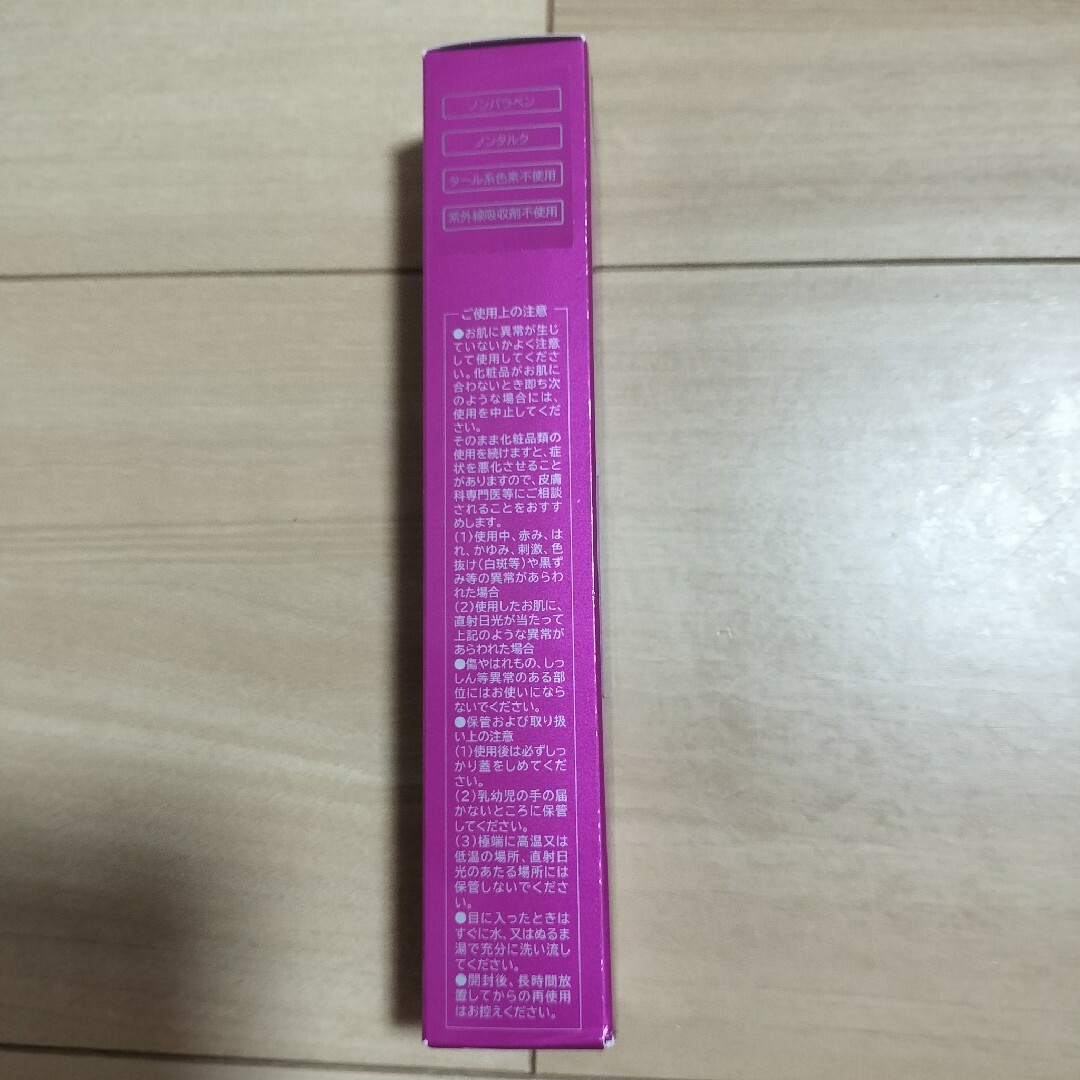 ノンパラベン
ノンタルク
タール系色素不使用
紫外線吸収剤不使用
ご使用上の注意
●お肌に異常が生じ
ていないかよく注意
して使用してくださ
い。化粧品がお肌に
合わないとき即ち次
のような場合には、
使用を中止してくだ
さい。
そのまま化粧品類の
使用を続けますと、症
状を悪化させること
がありますので、皮膚
科専門医等にご相談
されることをおすす
めします。
(1)使用中、赤み、は
れ、かゆみ、刺激、色
抜け(白斑等)や黒ず
み等の異常があらわ
れた場合
(2)使用したお肌に、
直射日光が当たって
上記のような異常が
あらわれた場合
●傷やはれもの、しっ
しん等異常のある部
位にはお使いになら
ないでください。
●保管および取り扱
い上の注意
(1)使用後は必ずしっ
かり蓋をしめてくだ
さい。
(2)乳幼児の手の届
かないところに保管
してください。
(3)極端に高温又は
低温の場所、直射日
光のあたる場所には
保管しないでくださ
い。
●目に入ったときは
すぐに水、又はぬるま
湯で充分に洗い流し
てください。
●開封後、長時間放
置してからの再使用
はお控えください。